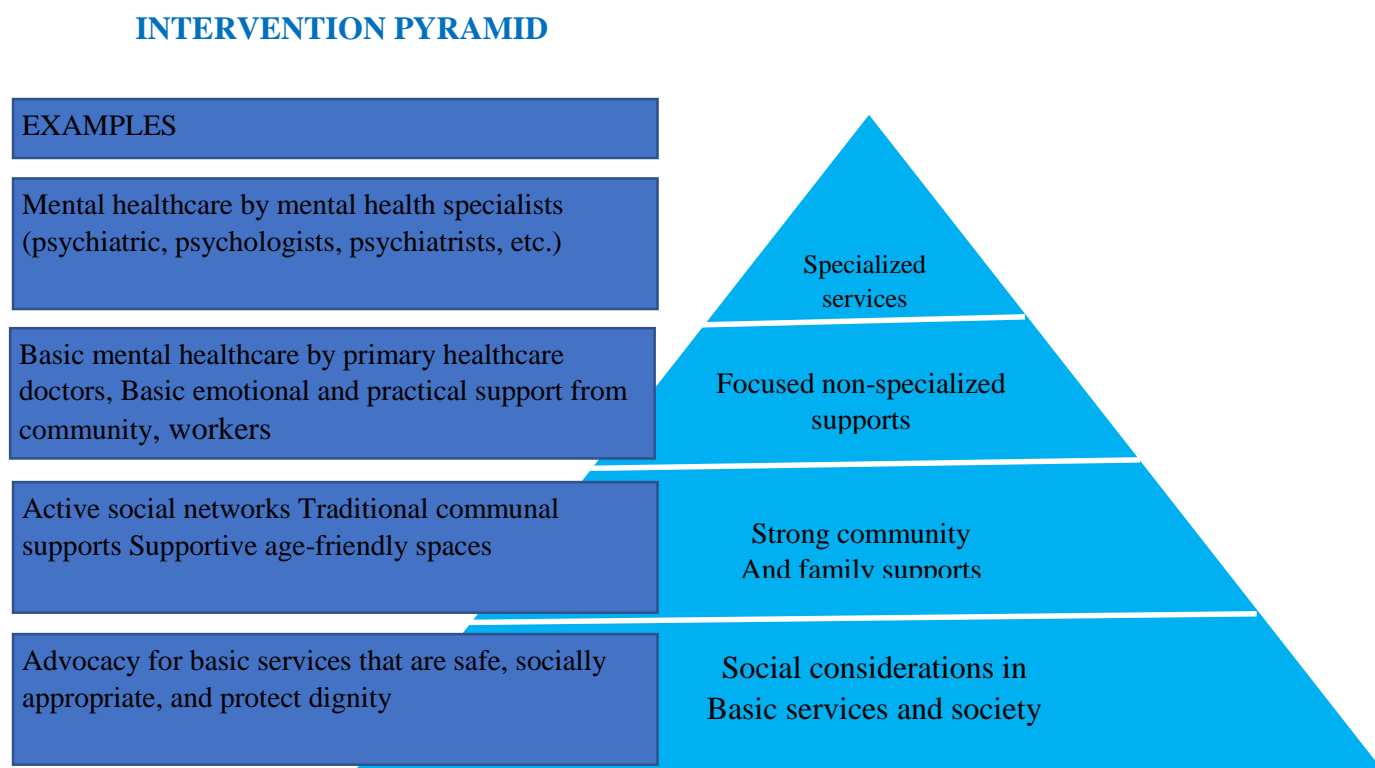 INTERVENTION PYRAMID
EXAMPLES
Mental healthcare by mental health specialists
(psychiatric, psychologists, psychiatrists, etc.)
Specialized
services
Basic mental healthcare by primary healthcare
doctors, Basic emotional and practical support from
community, workers
Focused non-specialized
supports
Active social networks Traditional communal
supports Supportive age-friendly spaces
Strong community
And family supports
Advocacy for basic services that are safe, socially
appropriate, and protect dignity
Social considerations in
Basic services and society